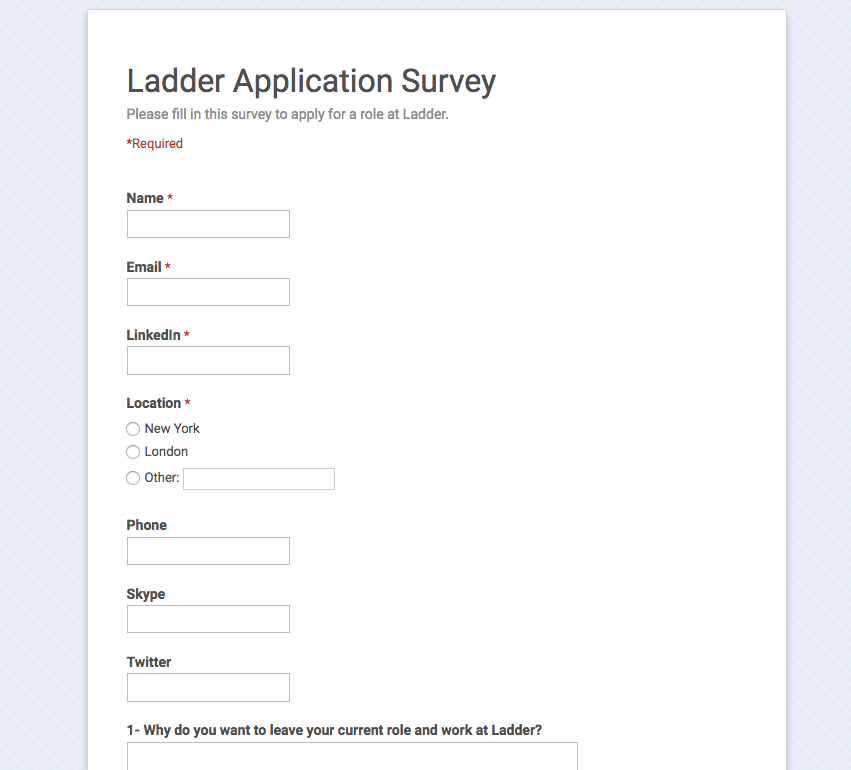 Ladder Application Survey
Please fill in this survey to apply for a role at Ladder.
*Required
Name *
Email *
LinkedIn *
Location *
New York
London
Other:
Phone
Skype
Twitter
1- Why do you want to leave your current role and work at Ladder?